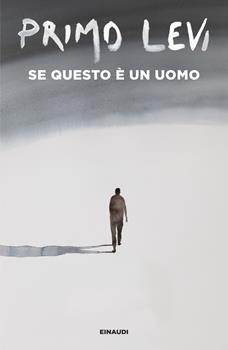 PRIMO LEVI
SE QUESTO È UN UOMO
EINAUDI